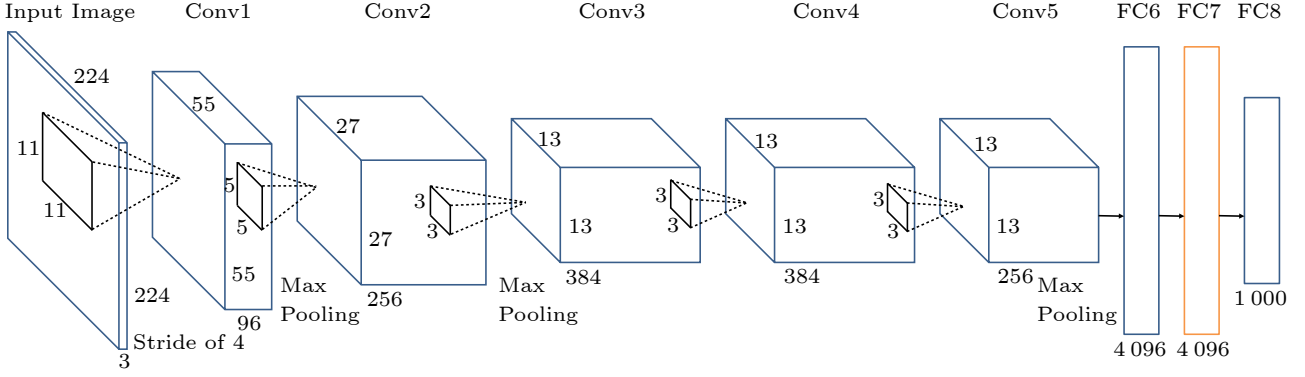 Input Image
Conv1
Conv2
Conv3
Conv4
Conv5
FC6
FC7
FC8
224
11
11
224
3
Stride of 4
55
5
5
55
96
Max
Pooling
27
27
256
3
3
Max
Pooling
13
13
384
3
3
13
13
384
3
3
13
13
256
Max
Pooling
4 096
4 096
1 000